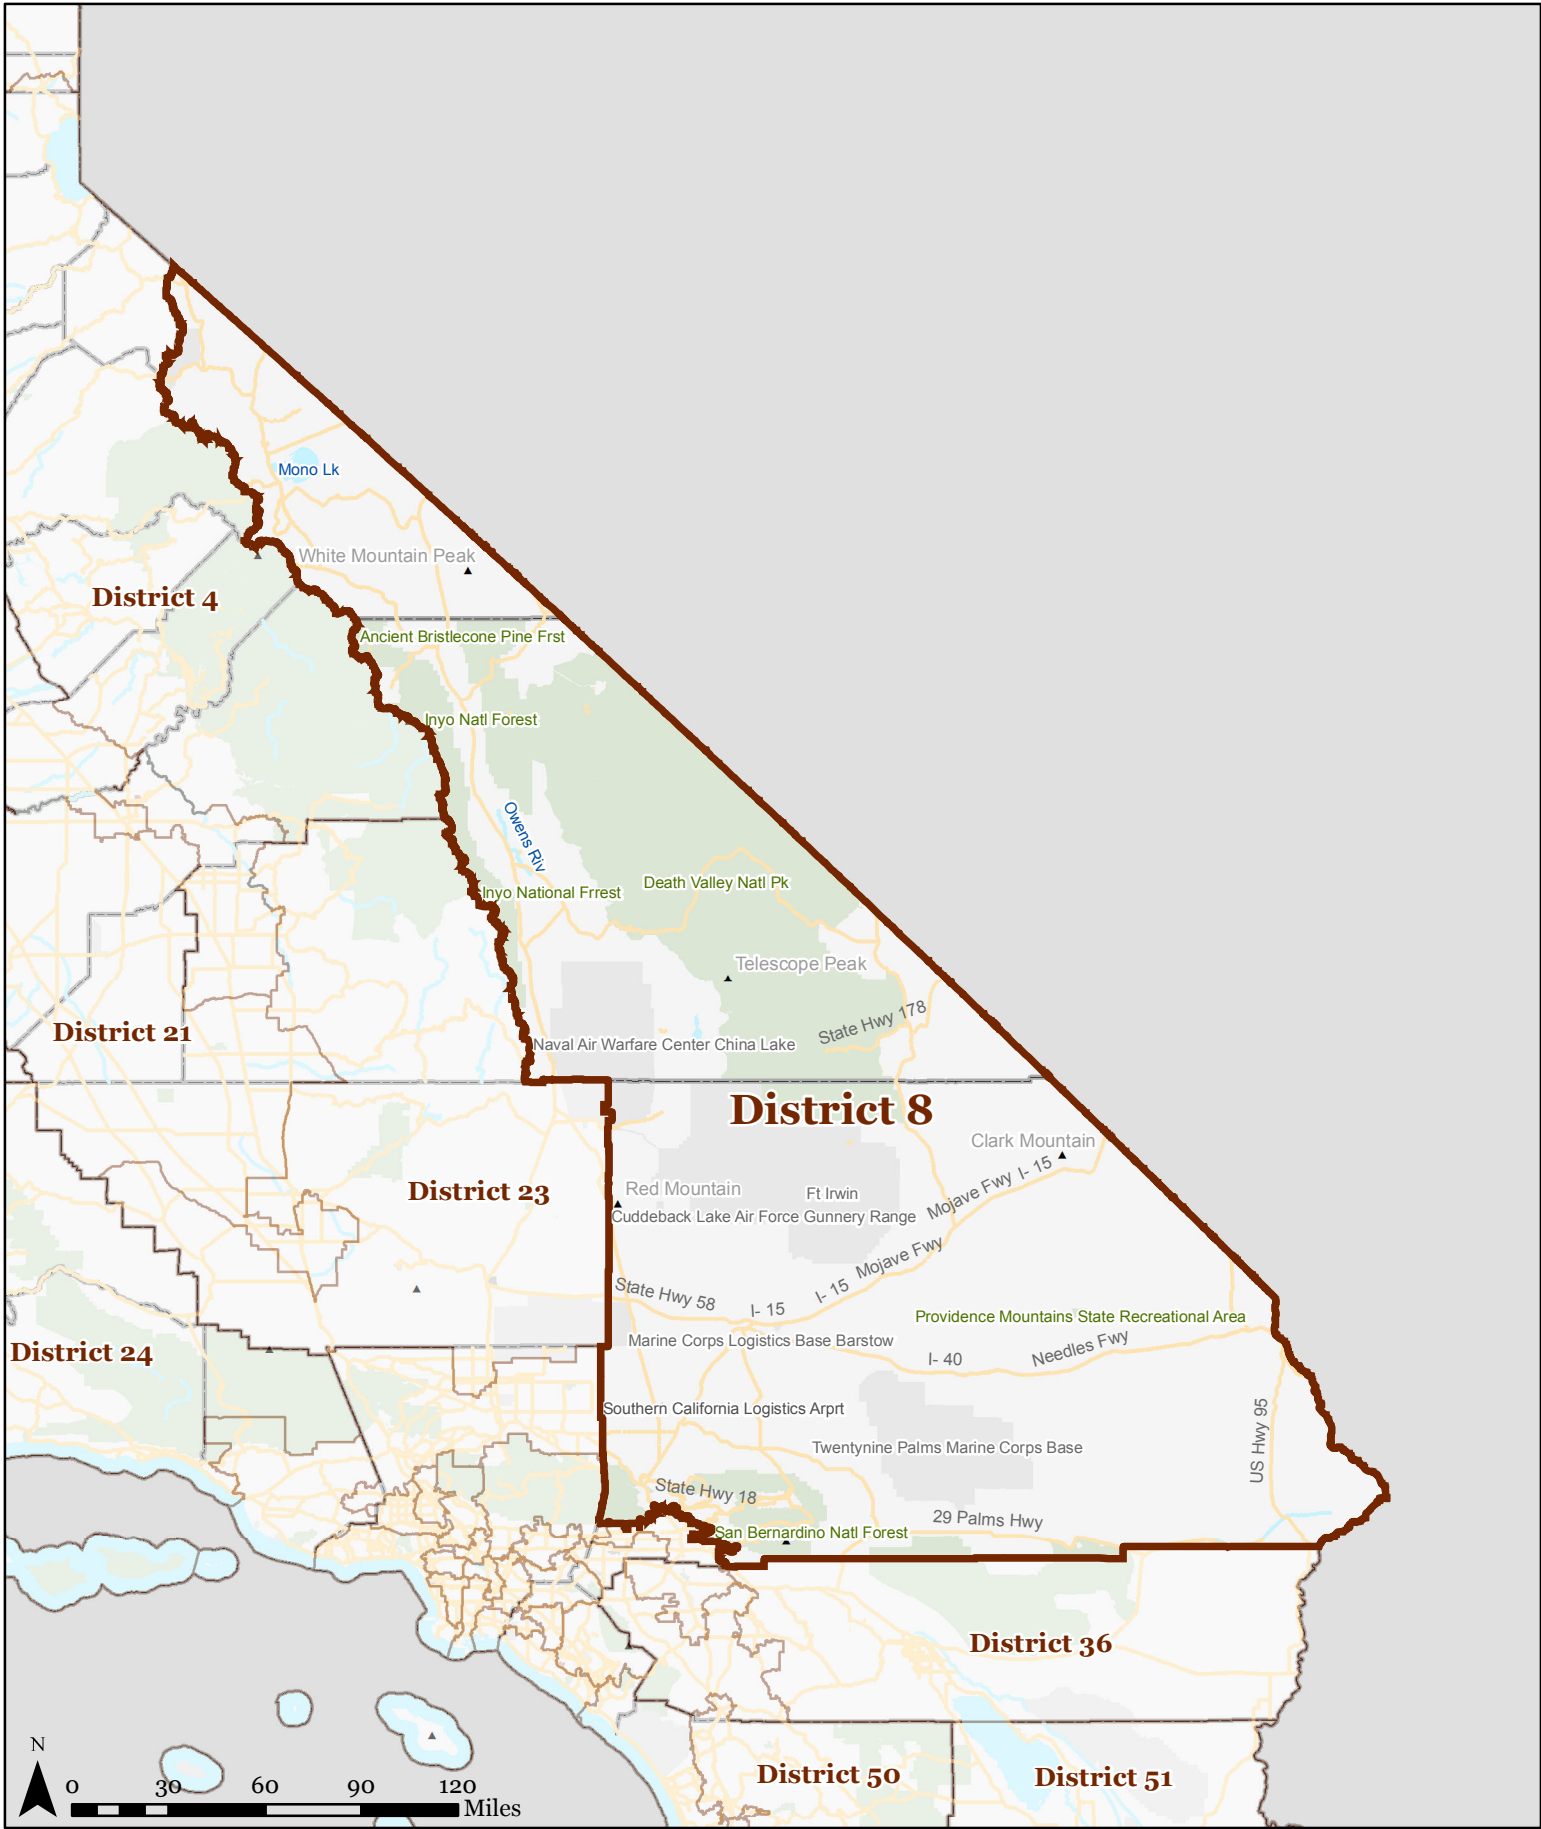 Mono Lk
White Mountain Peak
District 4
Ancient Bristlecone Pine Frst
Inyo Natl Forest
Owens Riv
Death Valley Natl Pk
Inyo National Frrest
Telescope Peak
State Hwy 178
District 21
Naval Air Warfare Center China Lake
District 8
Clark Mountain
Mojave Fwy I- 15
District 23
Red Mountain
Ft Irwin
Cuddeback Lake Air Force Gunnery Range
Mojave Fwy
I- 15
State Hwy 58
I- 15
Providence Mountains State Recreational Area
District 24
Marine Corps Logistics Base Barstow
I- 40
Needles Fwy
Southern California Logistics Arprt
US Hwy 95
Twentynine Palms Marine Corps Base
State Hwy 18
29 Palms Hwy
San Bernardino Natl Forest
District 36
N
District 50
District 51
0 30 60 90 120
Miles